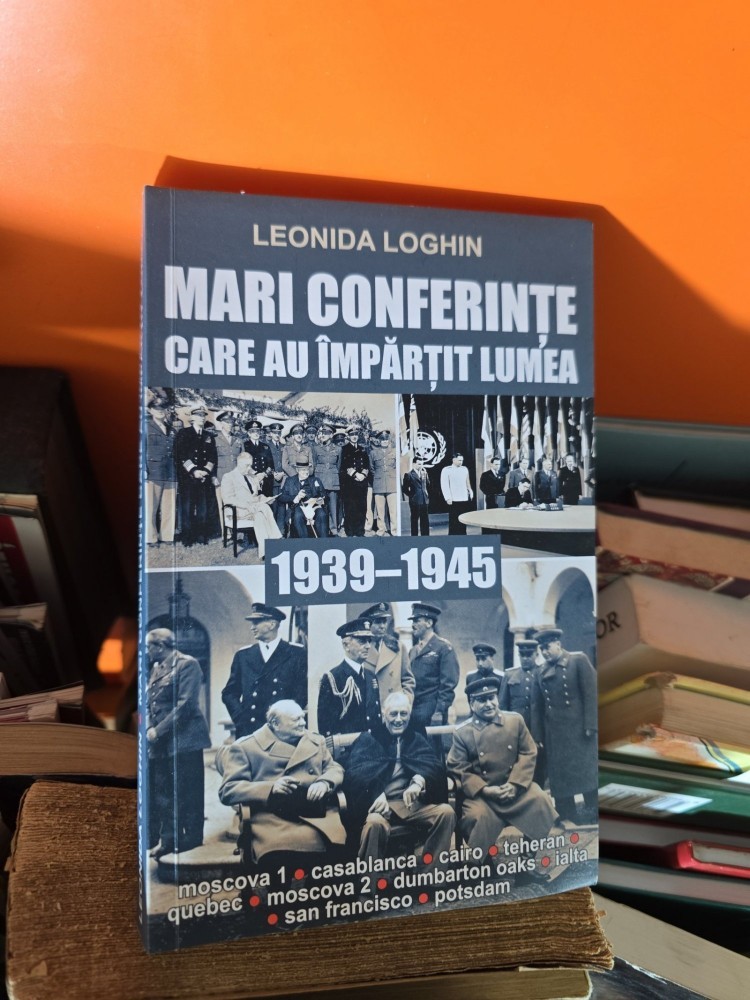 LEONIDA LOGHIN
MARI CONFERINȚE
CARE AU ÎMPĂRȚIT LUMEA
1939–1945
moscova 1 • casablanca • cairo • teheran •
quebec • moscova 2 • dumbarton oaks • ialta
• san francisco • potsdam
OR